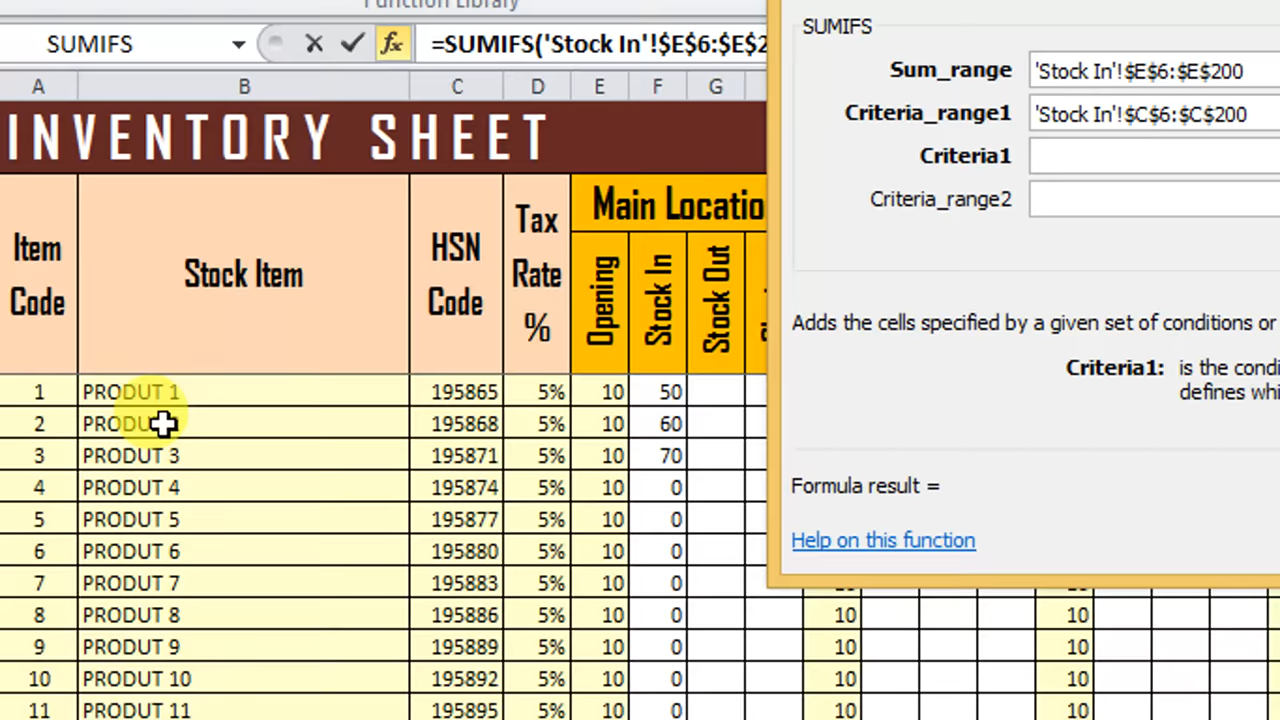 Function Library
SUMIFS
=SUMIFS('Stock In'!$E$6:$E$2
A B C D E F G
INVENTORY SHEET
Item Code
Stock Item
HSN Code
Tax Rate %
Main Locatio
Opening
Stock In
Stock Out
1 PRODUT 1 195865 5% 10 50
2 PRODU 195868 5% 10 60
3 PRODUT 3 195871 5% 10 70
4 PRODUT 4 195874 5% 10 0
5 PRODUT 5 195877 5% 10 0
6 PRODUT 6 195880 5% 10 0
7 PRODUT 7 195883 5% 10 0
8 PRODUT 8 195886 5% 10 0 10 10
9 PRODUT 9 195889 5% 10 0 10 10
10 PRODUT 10 195892 5% 10 0 10 10
11 PRODUT 11 195895 5% 10 0 10 10
SUMIFS
Sum_range 'Stock In'!$E$6:$E$200
Criteria_range1 'Stock In'!$C$6:$C$200
Criteria1
Criteria_range2
Adds the cells specified by a given set of conditions or
Criteria1: is the condi
defines whi
Formula result =
Help on this function